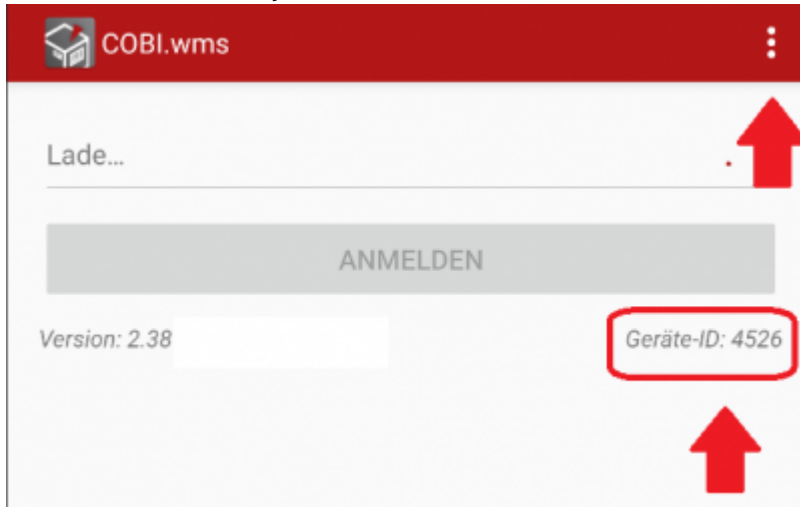 COBI.wms
Lade...
ANMELDEN
Version: 2.38
Geräte-ID: 4526